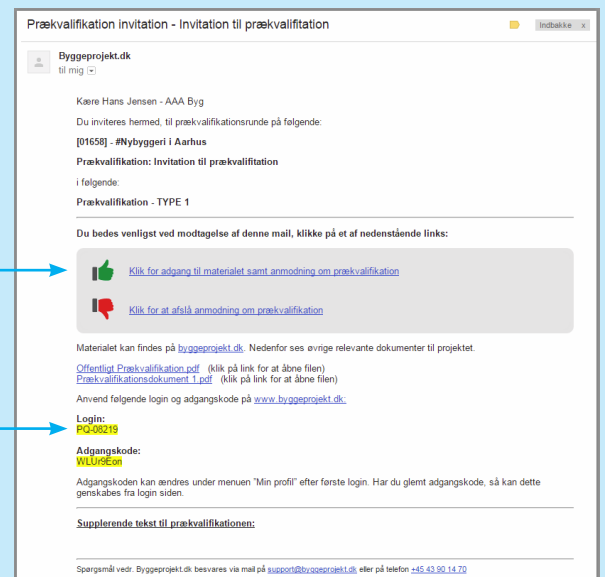 Prækvalifikation invitation - Invitation til prækvalifitation
Indbakke x
Byggeprojekt.dk
til mig
Kære Hans Jensen - AAA Byg
Du inviteres hermed, til prækvalifikationsrunde på følgende:
[01658] - #Nybyggeri i Aarhus
Prækvalifikation: Invitation til prækvalifitation
i følgende:
Prækvalifikation - TYPE 1
Du bedes venligst ved modtagelse af denne mail, klikke på et af nedenstående links:
Klik for adgang til materialet samt anmodning om prækvalifikation
Klik for at afslå anmodning om prækvalifikation
Materialet kan findes på byggeprojekt.dk. Nedenfor ses øvrige relevante dokumenter til projektet.
Offentligt Prækvalifikation.pdf (klik på link for at åbne filen)
Prækvalifikationsdokument 1.pdf (klik på link for at åbne filen)
Anvend følgende login og adgangskode på www.byggeprojekt.dk:
Login:
PQ-08219
Adgangskode:
WLUr9Eon
Adgangskoden kan ændres under menuen "Min profil" efter første login. Har du glemt adgangskode, så kan dette
genskabes fra login siden.
Supplerende tekst til prækvalifikationen:
Spørgsmål vedr. Byggeprojekt.dk besvares via mail på support@byggeprojekt.dk eller på telefon +45 43 90 14 70